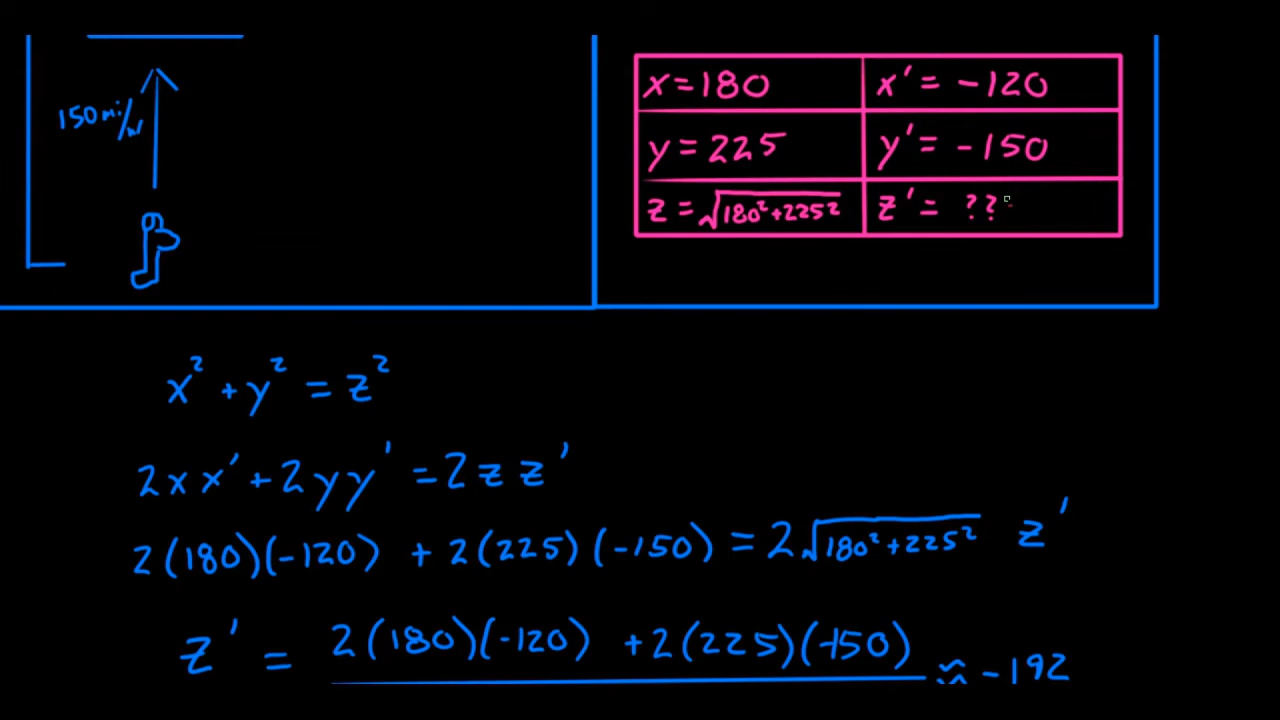 150 mi/hr
x = 180 x' = -120
y = 225 y' = -150
z = √(180²+225²) z' = ??
x² + y² = z²
2xx' + 2yy' = 2zz'
2(180)(-120) + 2(225)(-150) = 2√(180²+225²) z'
z' = 2(180)(-120) + 2(225)(-150) ≈ -192